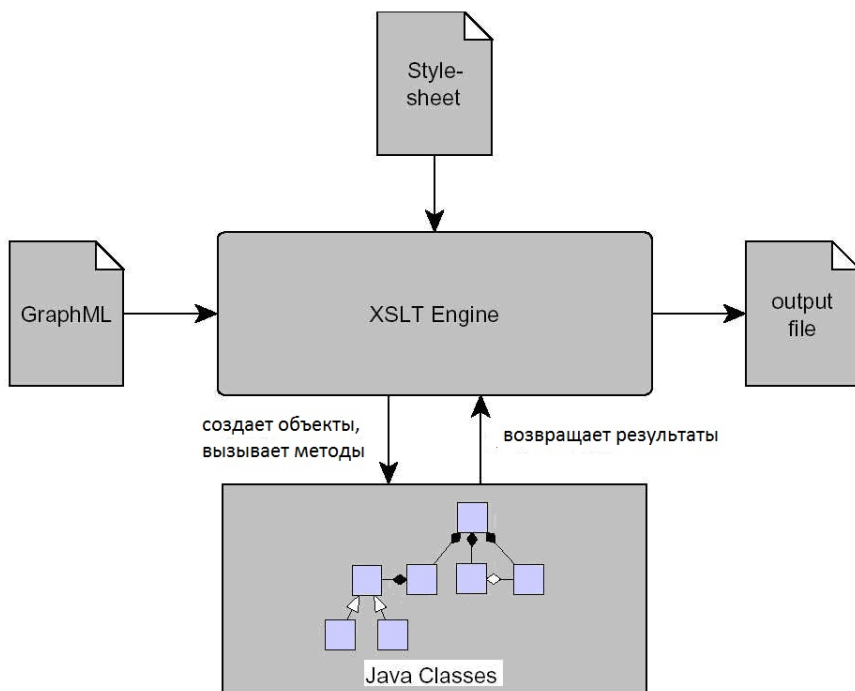 Style-
sheet
GraphML
XSLT Engine
output
file
создает объекты,
вызывает методы
возвращает результаты
Java Classes